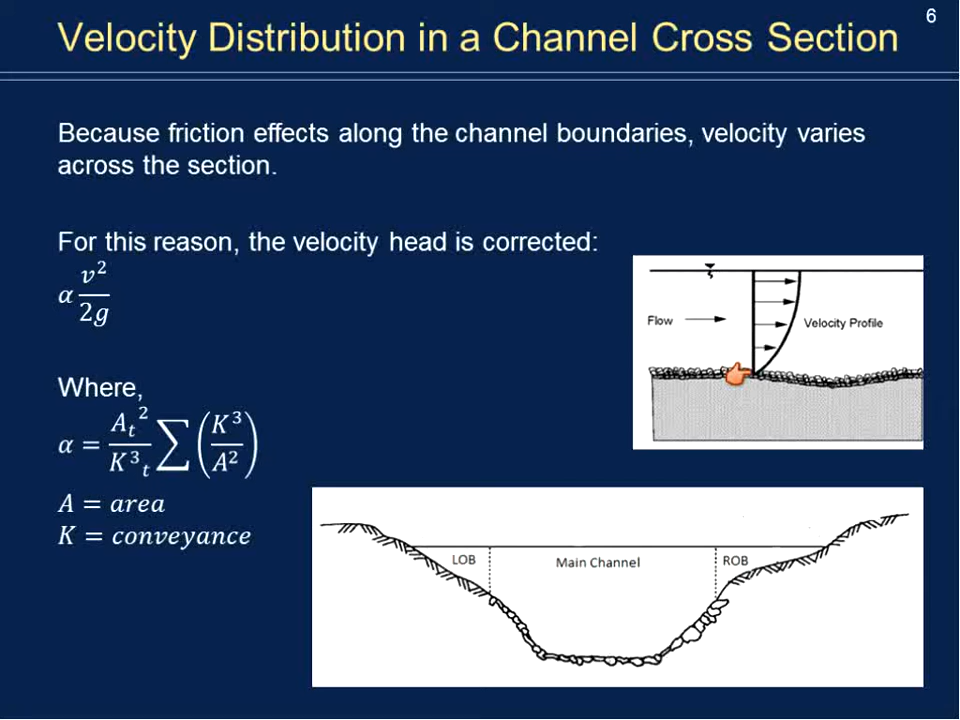 6
Velocity Distribution in a Channel Cross Section
Because friction effects along the channel boundaries, velocity varies
across the section.
For this reason, the velocity head is corrected:
α v²/2g
Flow
Velocity Profile
Where,
α = Aₜ²/K³ₜ ∑ (K³/A²)
A = area
K = conveyance
LOB
Main Channel
ROB